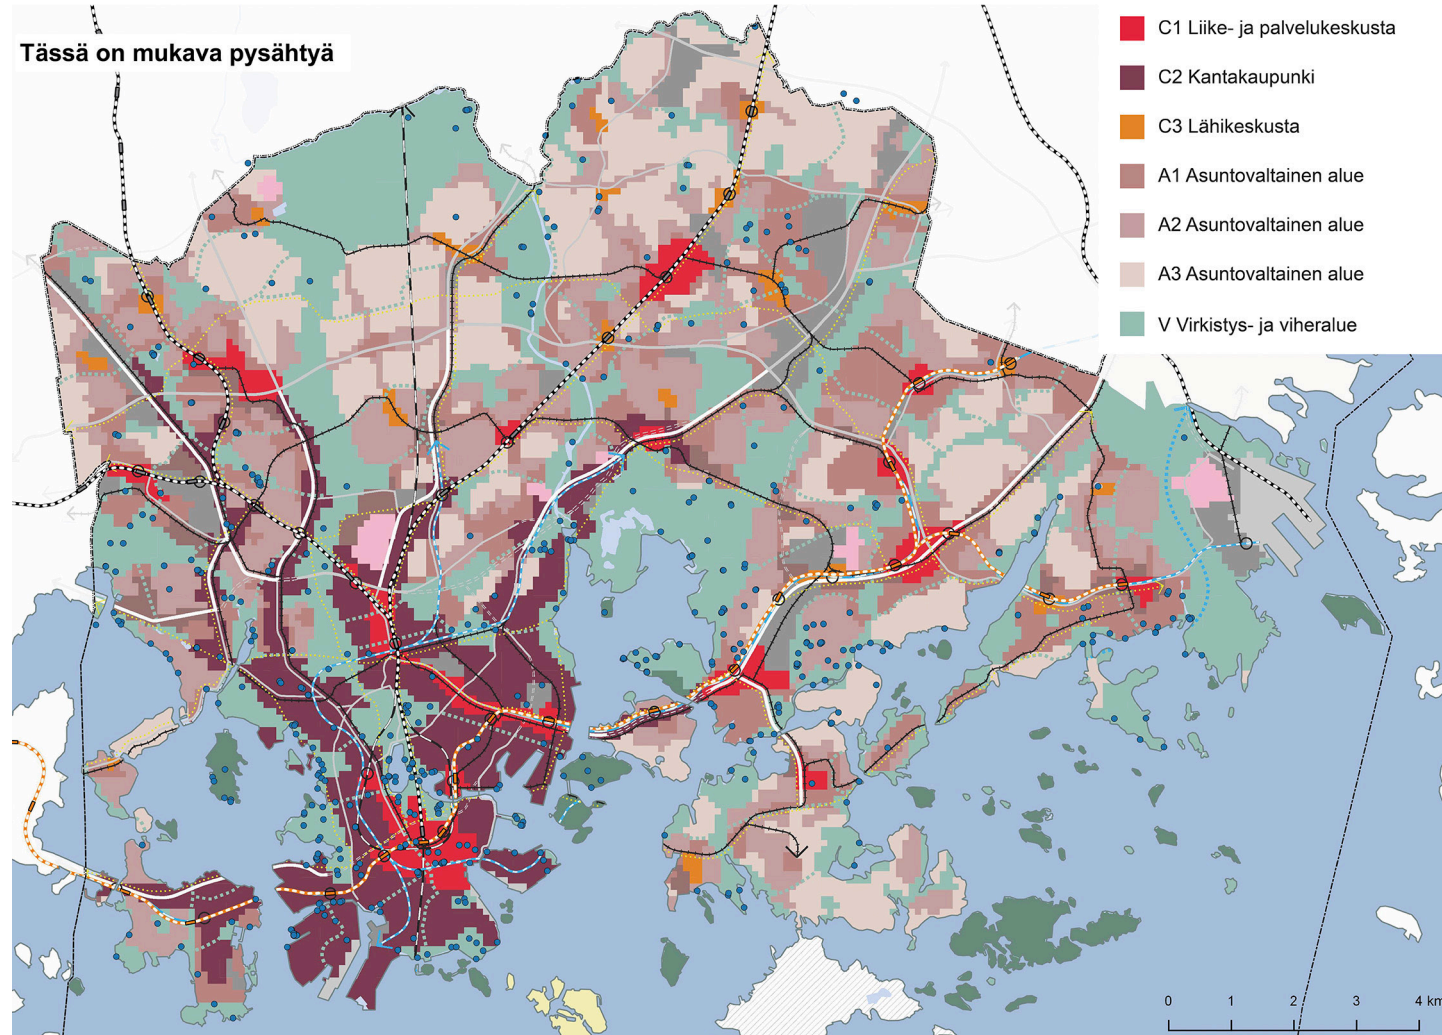 Tässä on mukava pysähtyä
C1 Liike- ja palvelukeskusta
C2 Kantakaupunki
C3 Lähikeskusta
A1 Asuntovaltainen alue
A2 Asuntovaltainen alue
A3 Asuntovaltainen alue
V Virkistys- ja viheralue
0 1 2 3 4 km